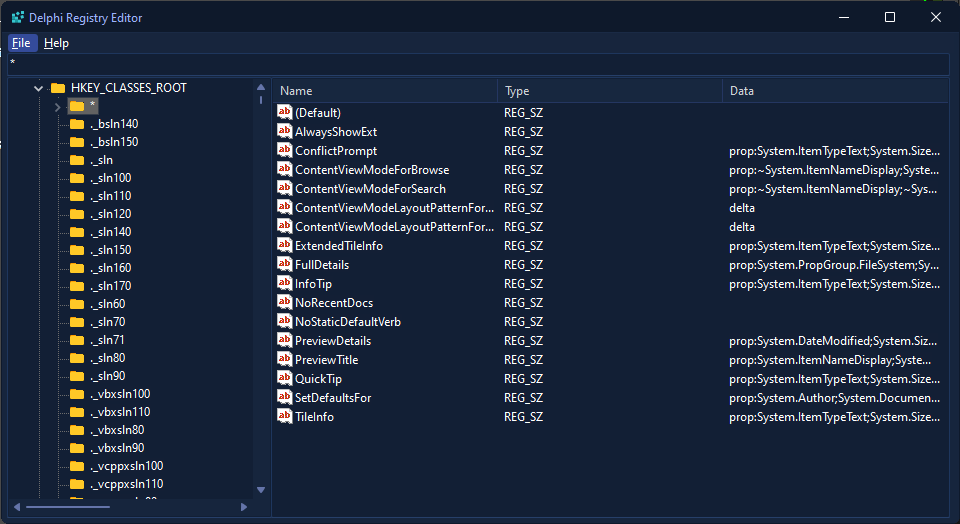 Delphi Registry Editor
File Help
*
HKEY_CLASSES_ROOT
*
._bsln140
._bsln150
._sln
._sln100
._sln110
._sln120
._sln140
._sln150
._sln160
._sln170
._sln60
._sln70
._sln71
._sln80
._sln90
._vbxsln100
._vbxsln110
._vbxsln80
._vbxsln90
._vcppxsln100
._vcppxsln110
Name Type Data
(Default) REG_SZ
AlwaysShowExt REG_SZ
ConflictPrompt REG_SZ prop:System.ItemTypeText;System.Size...
ContentViewModeForBrowse REG_SZ prop:~System.ItemNameDisplay;Syste...
ContentViewModeForSearch REG_SZ prop:~System.ItemNameDisplay;~Sys...
ContentViewModeLayoutPatternFor... REG_SZ delta
ContentViewModeLayoutPatternFor... REG_SZ delta
ExtendedTileInfo REG_SZ prop:System.ItemTypeText;System.Size...
FullDetails REG_SZ prop:System.PropGroup.FileSystem;Sy...
InfoTip REG_SZ prop:System.ItemTypeText;System.Size...
NoRecentDocs REG_SZ
NoStaticDefaultVerb REG_SZ
PreviewDetails REG_SZ prop:System.DateModified;System.Siz...
PreviewTitle REG_SZ prop:System.ItemNameDisplay;Syste...
QuickTip REG_SZ prop:System.ItemTypeText;System.Size...
SetDefaultsFor REG_SZ prop:System.Author;System.Documen...
TileInfo REG_SZ prop:System.ItemTypeText;System.Size...